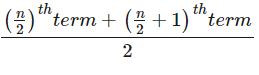 (n/2)^th term + (n/2 + 1)^th term
2